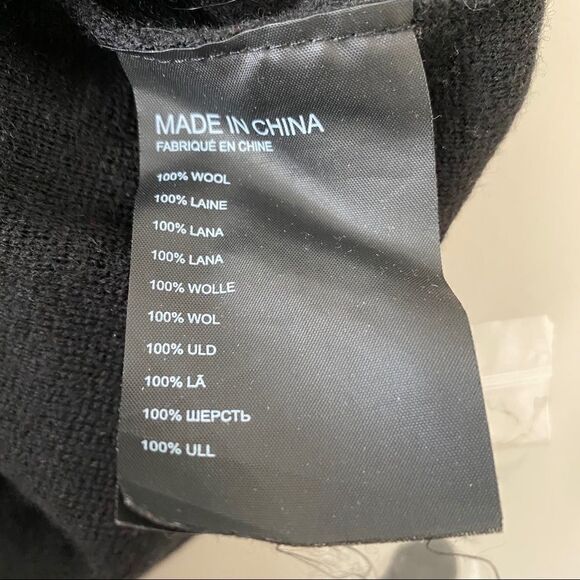 MADE IN CHINA
FABRIQUÉ EN CHINE
100% WOOL
100% LAINE
100% LANA
100% LANA
100% WOLLE
100% WOL
100% ULD
100% LÃ
100% ШЕРСТЬ
100% ULL